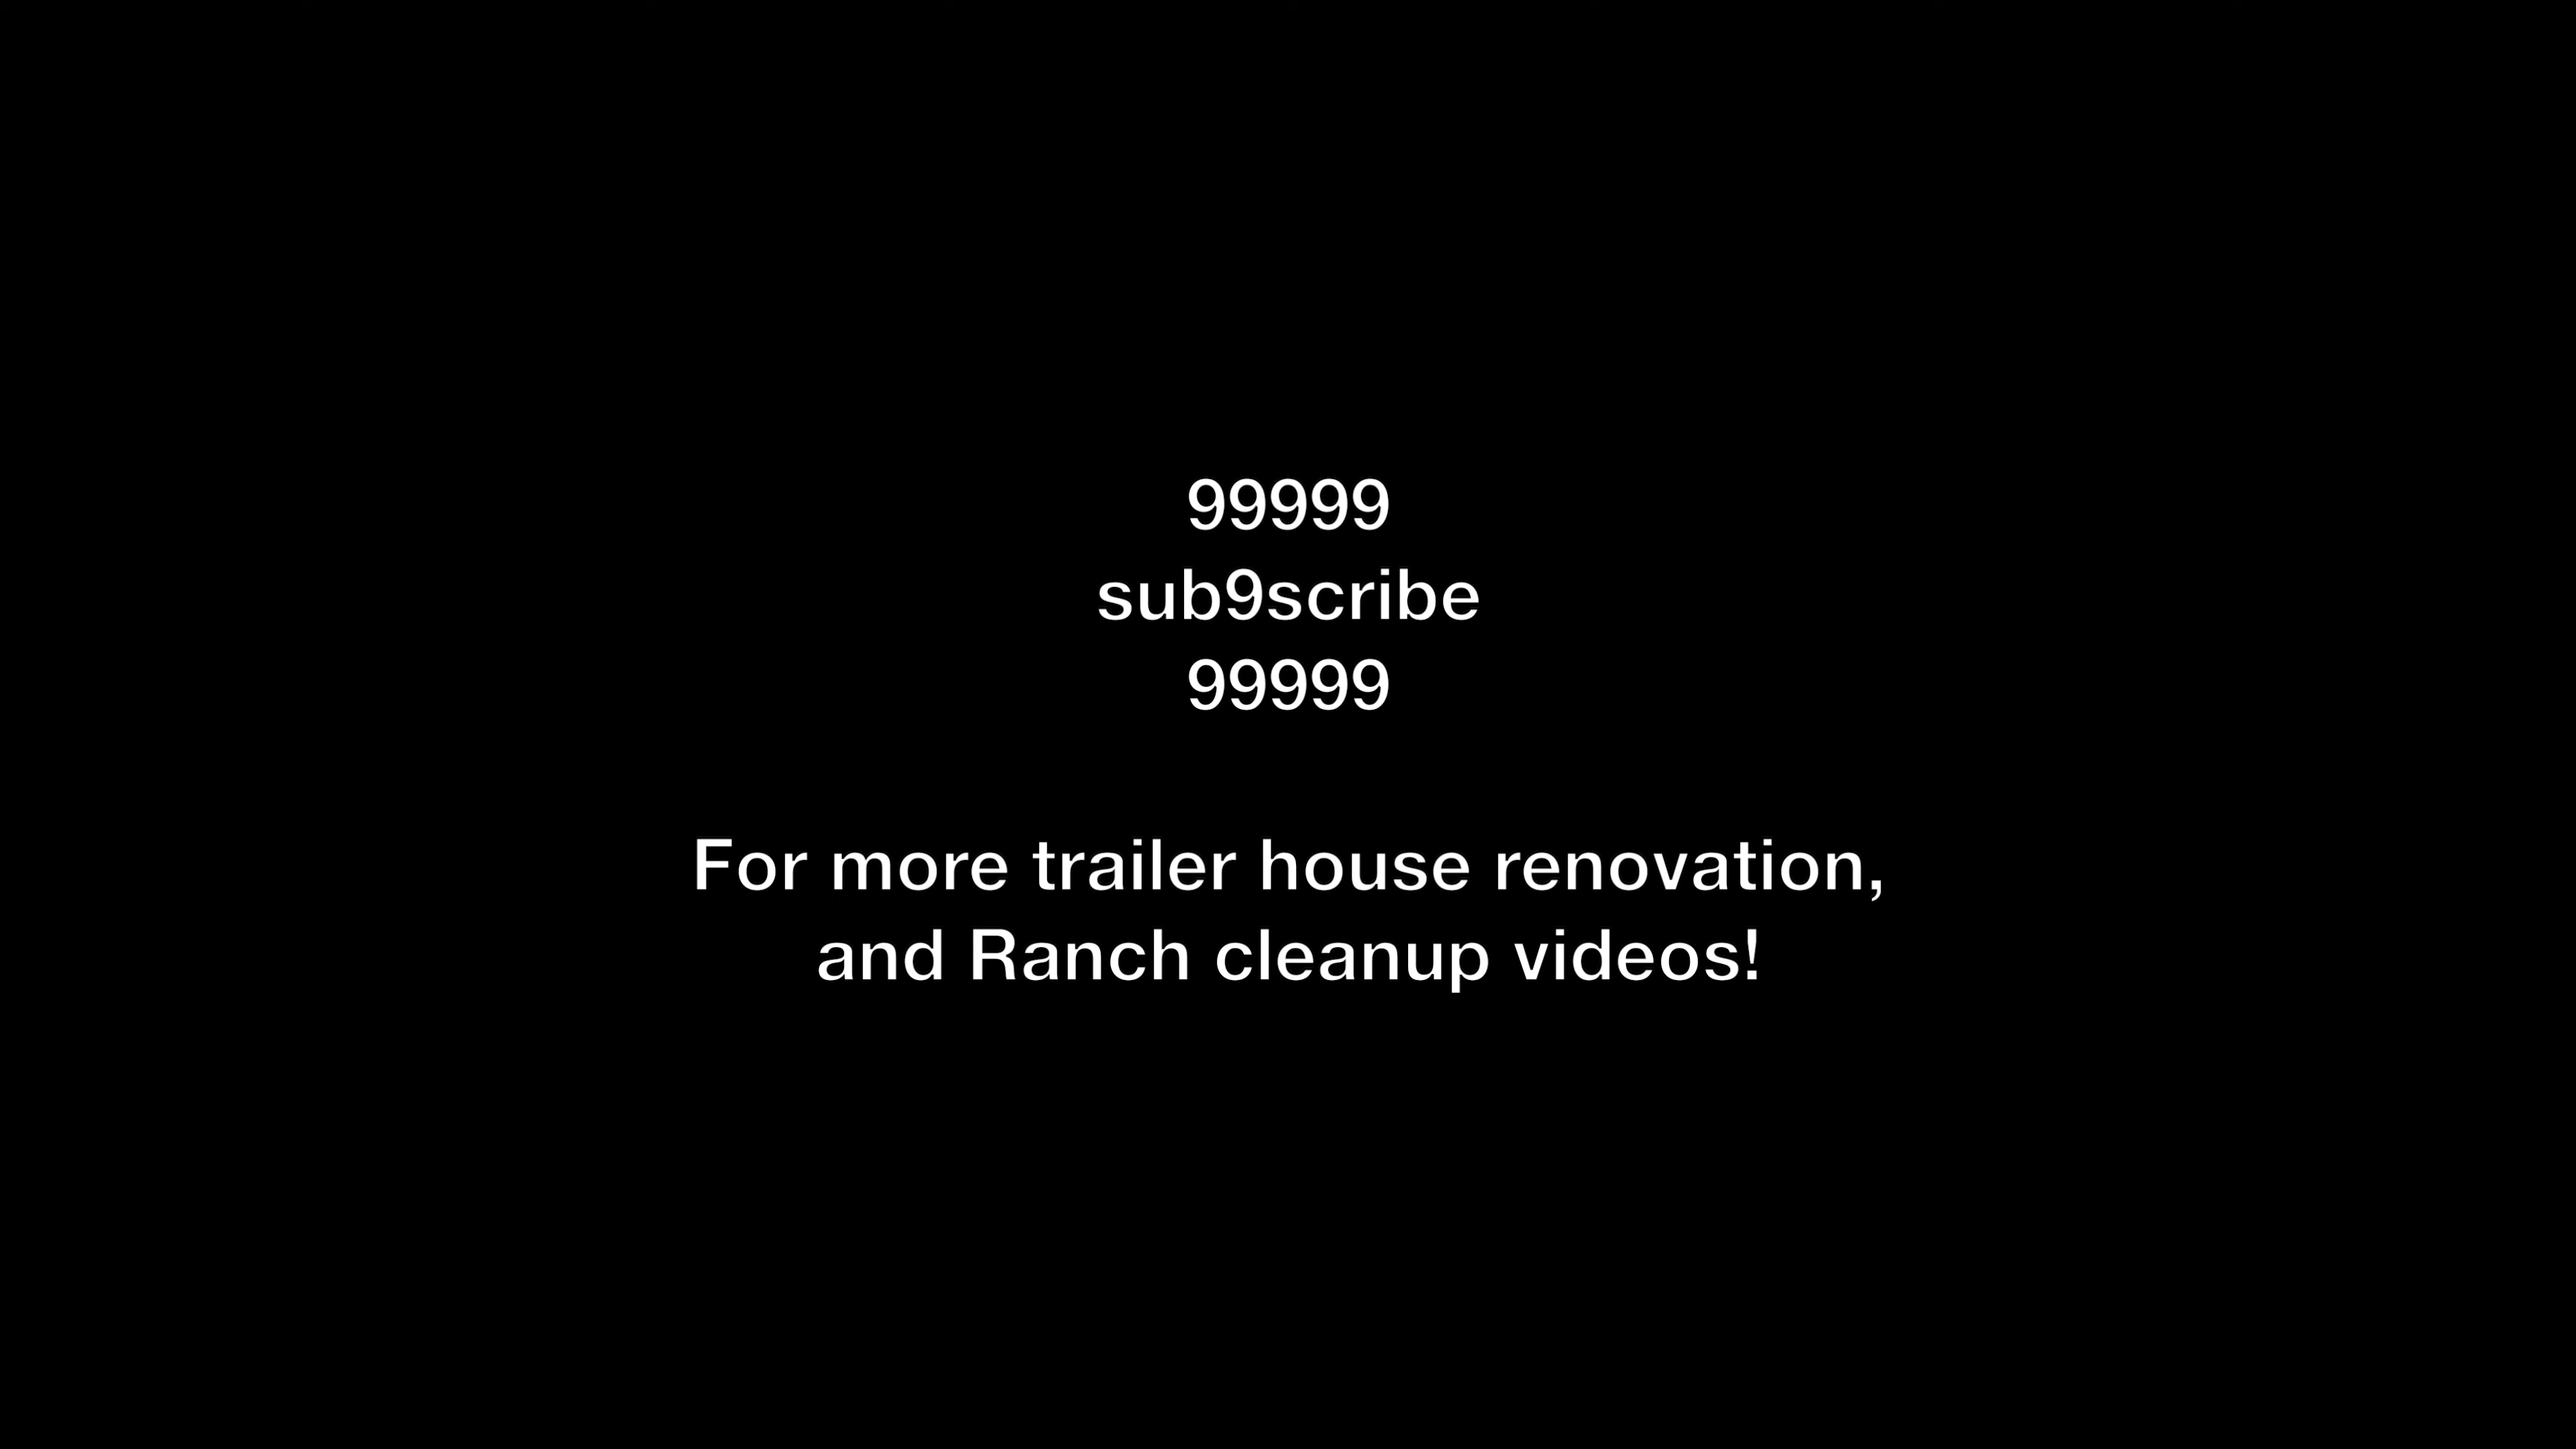 99999
sub9scribe
99999
For more trailer house renovation,
and Ranch cleanup videos!